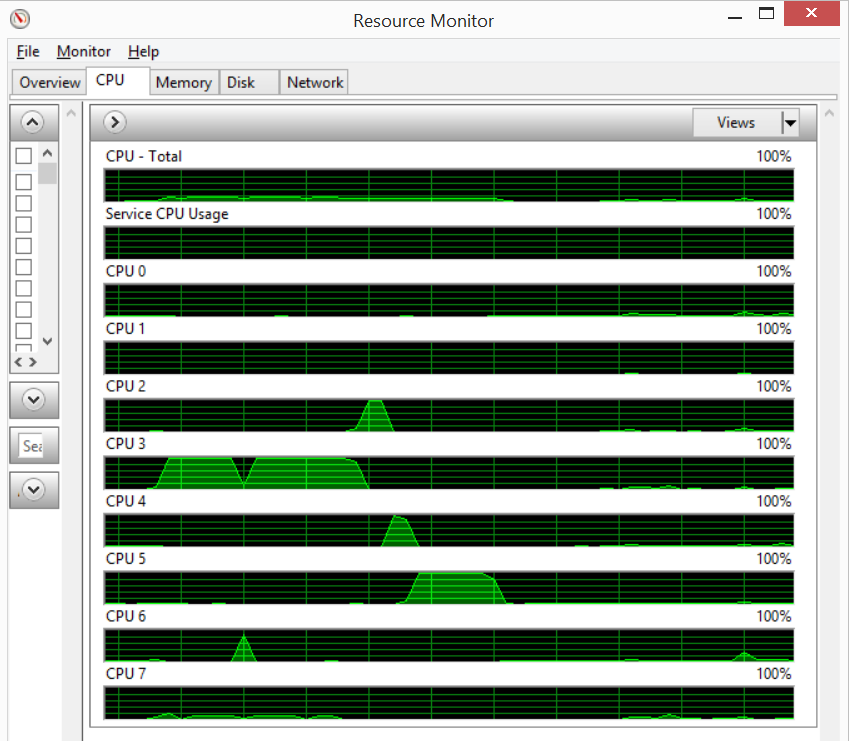 Resource Monitor
File Monitor Help
Overview CPU Memory Disk Network
Views
CPU - Total 100%
Service CPU Usage 100%
CPU 0 100%
CPU 1 100%
CPU 2 100%
CPU 3 100%
CPU 4 100%
CPU 5 100%
CPU 6 100%
CPU 7 100%